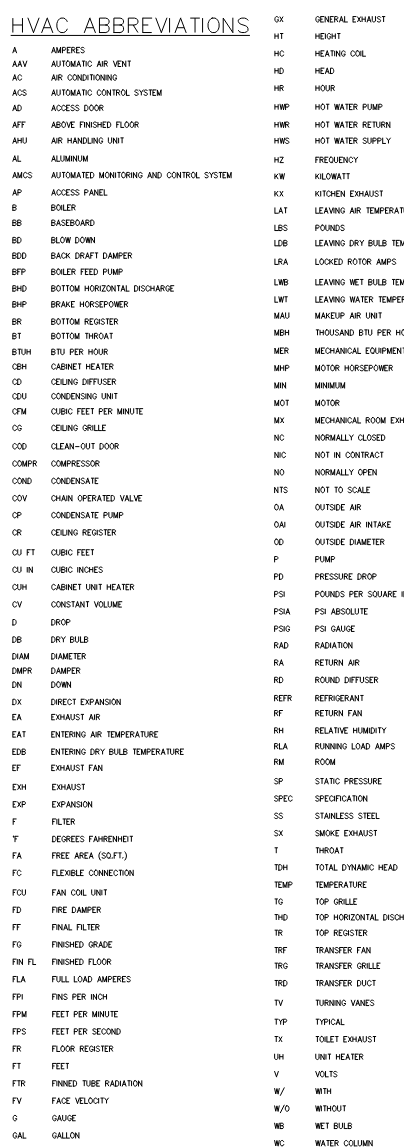 HVAC ABBREVIATIONS
A AMPERES
AAV AUTOMATIC AIR VENT
AC AIR CONDITIONING
ACS AUTOMATIC CONTROL SYSTEM
AD ACCESS DOOR
AFF ABOVE FINISHED FLOOR
AHU AIR HANDLING UNIT
AL ALUMINUM
AMCS AUTOMATED MONITORING AND CONTROL SYSTEM
AP ACCESS PANEL
B BOILER
BB BASEBOARD
BD BLOW DOWN
BDD BACK DRAFT DAMPER
BFP BOILER FEED PUMP
BHD BOTTOM HORIZONTAL DISCHARGE
BHP BRAKE HORSEPOWER
BR BOTTOM REGISTER
BT BOTTOM THROAT
BTUH BTU PER HOUR
CBH CABINET HEATER
CD CEILING DIFFUSER
CDU CONDENSING UNIT
CFM CUBIC FEET PER MINUTE
CG CEILING GRILLE
COD CLEAN-OUT DOOR
COMPR COMPRESSOR
COND CONDENSATE
COV CHAIN OPERATED VALVE
CP CONDENSATE PUMP
CR CEILING REGISTER
CU FT CUBIC FEET
CU IN CUBIC INCHES
CUH CABINET UNIT HEATER
CV CONSTANT VOLUME
D DROP
DB DRY BULB
DIAM DIAMETER
DMPR DAMPER
DN DOWN
DX DIRECT EXPANSION
EA EXHAUST AIR
EAT ENTERING AIR TEMPERATURE
EDB ENTERING DRY BULB TEMPERATURE
EF EXHAUST FAN
EXH EXHAUST
EXP EXPANSION
F FILTER
°F DEGREES FAHRENHEIT
FA FREE AREA (SQ.FT.)
FC FLEXIBLE CONNECTION
FCU FAN COIL UNIT
FD FIRE DAMPER
FF FINAL FILTER
FG FINISHED GRADE
FIN FL FINISHED FLOOR
FLA FULL LOAD AMPERES
FPI FINS PER INCH
FPM FEET PER MINUTE
FPS FEET PER SECOND
FR FLOOR REGISTER
FT FEET
FTR FINNED TUBE RADIATION
FV FACE VELOCITY
G GAUGE
GAL GALLON
GX GENERAL EXHAUST
HT HEIGHT
HC HEATING COIL
HD HEAD
HR HOUR
HWP HOT WATER PUMP
HWR HOT WATER RETURN
HWS HOT WATER SUPPLY
HZ FREQUENCY
KW KILOWATT
KX KITCHEN EXHAUST
LAT LEAVING AIR TEMPERAT
LBS POUNDS
LDB LEAVING DRY BULB TEM
LRA LOCKED ROTOR AMPS
LWB LEAVING WET BULB TEM
LWT LEAVING WATER TEMPER
MAU MAKEUP AIR UNIT
MBH THOUSAND BTU PER HO
MER MECHANICAL EQUIPMENT
MHP MOTOR HORSEPOWER
MIN MINIMUM
MOT MOTOR
MX MECHANICAL ROOM EXH
NC NORMALLY CLOSED
NIC NOT IN CONTRACT
NO NORMALLY OPEN
NTS NOT TO SCALE
OA OUTSIDE AIR
OAI OUTSIDE AIR INTAKE
OD OUTSIDE DIAMETER
P PUMP
PD PRESSURE DROP
PSI POUNDS PER SQUARE I
PSIA PSI ABSOLUTE
PSIG PSI GAUGE
RAD RADIATION
RA RETURN AIR
RD ROUND DIFFUSER
REFR REFRIGERANT
RF RETURN FAN
RH RELATIVE HUMIDITY
RLA RUNNING LOAD AMPS
RM ROOM
SP STATIC PRESSURE
SPEC SPECIFICATION
SS STAINLESS STEEL
SX SMOKE EXHAUST
T THROAT
TDH TOTAL DYNAMIC HEAD
TEMP TEMPERATURE
TG TOP GRILLE
THD TOP HORIZONTAL DISCH
TR TOP REGISTER
TRF TRANSFER FAN
TRG TRANSFER GRILLE
TRD TRANSFER DUCT
TV TURNING VANES
TYP TYPICAL
TX TOILET EXHAUST
UH UNIT HEATER
V VOLTS
W/ WITH
W/O WITHOUT
WB WET BULB
WC WATER COLUMN